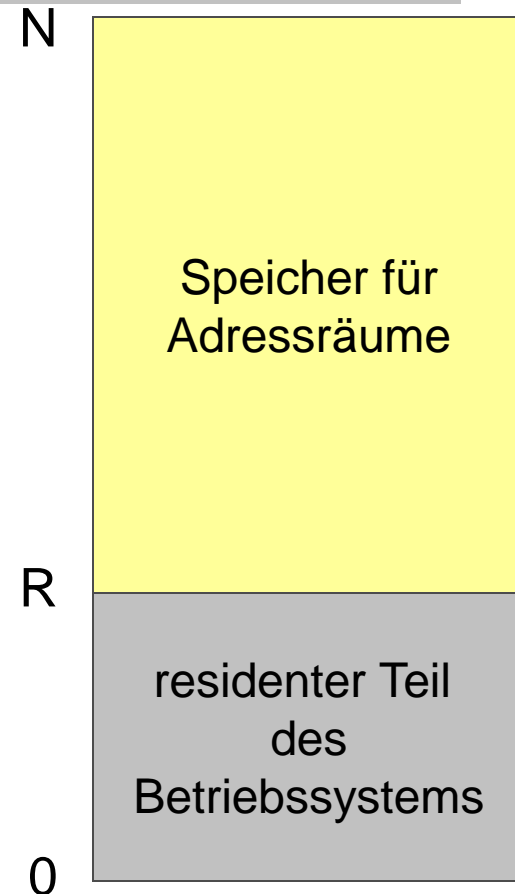 N
Speicher für
Adressräume
R
residenter Teil
des
Betriebssystems
0